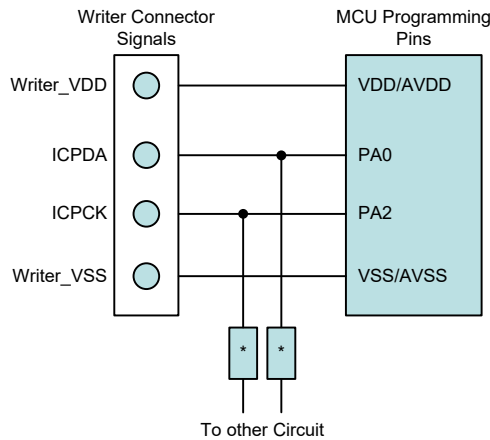 Writer Connector
Signals
MCU Programming
Pins
Writer_VDD
VDD/AVDD
ICPDA
PA0
ICPCK
PA2
Writer_VSS
VSS/AVSS
*
*
To other Circuit